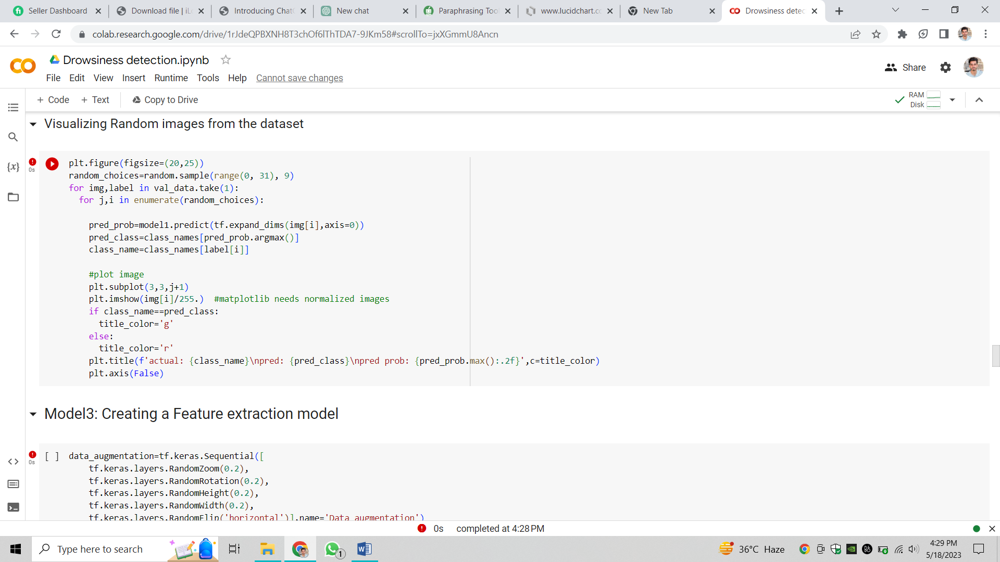 Seller Dashboard
Download file | iL
Introducing Chat
New chat
Paraphrasing Too
www.lucidchart.c
New Tab
Drowsiness detec
colab.research.google.com/drive/1rJdeQPBXNH8T3chOf6lThTDA7-9JKm58#scrollTo=jxXGmmU8Ancn
Drowsiness detection.ipynb
Share
File Edit View Insert Runtime Tools Help Cannot save changes
+ Code + Text Copy to Drive
RAM
Disk
Visualizing Random images from the dataset
{x}
0s
plt.figure(figsize=(20,25))
random_choices=random.sample(range(0, 31), 9)
for img,label in val_data.take(1):
for j,i in enumerate(random_choices):
pred_prob=model1.predict(tf.expand_dims(img[i],axis=0))
pred_class=class_names[pred_prob.argmax()]
class_name=class_names[label[i]]
#plot image
plt.subplot(3,3,j+1)
plt.imshow(img[i]/255.) #matplotlib needs normalized images
if class_name==pred_class:
title_color='g'
else:
title_color='r'
plt.title(f'actual: {class_name}\npred: {pred_class}\npred prob: {pred_prob.max():.2f}',c=title_color)
plt.axis(False)
Model3: Creating a Feature extraction model
0s
[ ] data_augmentation=tf.keras.Sequential([
tf.keras.layers.RandomZoom(0.2),
tf.keras.layers.RandomRotation(0.2),
tf.keras.layers.RandomHeight(0.2),
tf.keras.layers.RandomWidth(0.2),
tf.keras.layers.RandomFlip('horizontal')],name='Data_augmentation')
0s completed at 4:28 PM
Type here to search
1
36°C Haze
4:29 PM
5/18/2023